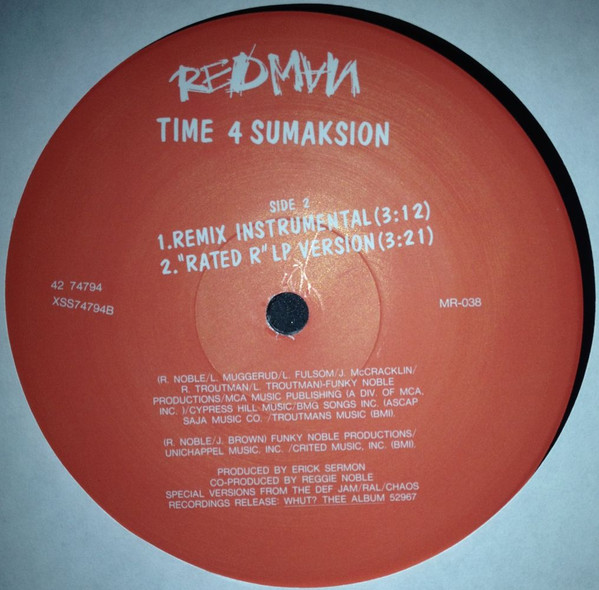 REDMAN
TIME 4 SUMAKSION
SIDE 2
1.REMIX INSTRUMENTAL(3:12)
2."RATED R" LP VERSION(3:21)
42 74794
XSS74794B
MR-038
(R. NOBLE/L. MUGGERUD/L. FULSOM/J. McCRACKLIN/
R. TROUTMAN/L. TROUTMAN)-FUNKY NOBLE
PRODUCTIONS/MCA MUSIC PUBLISHING (A DIV. OF MCA,
INC. )/CYPRESS HILL MUSIC/BMG SONGS INC. (ASCAP
SAJA MUSIC CO. /TROUTMANS MUSIC (BMI).
(R. NOBLE/J. BROWN) FUNKY NOBLE PRODUCTIONS/
UNICHAPPEL MUSIC. INC. /CRITED MUSIC, INC. (BMI).
PRODUCED BY ERICK SERMON
CO-PRODUCED BY REGGIE NOBLE
SPECIAL VERSIONS FROM THE DEF JAM/RAL/CHAOS
RECORDINGS RELEASE: WHUT? THEE ALBUM 52967